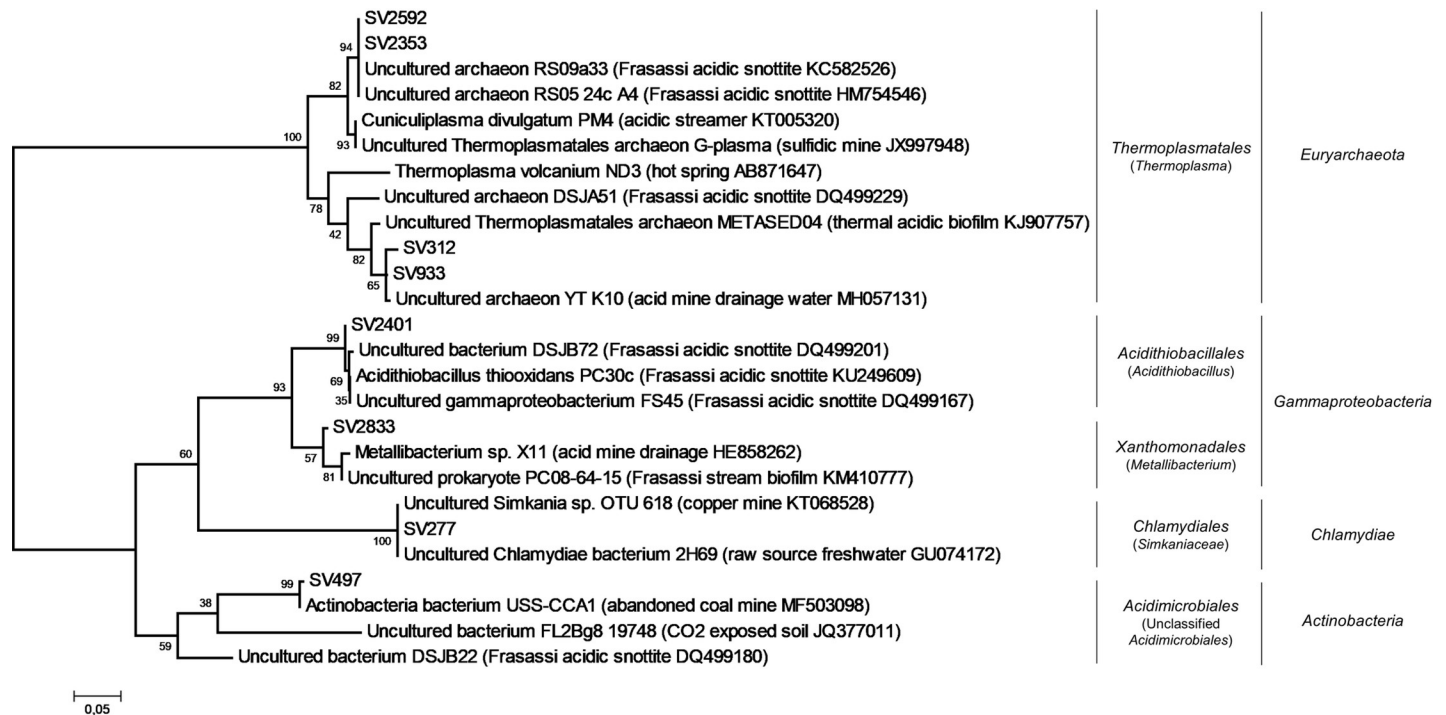 SV2592
SV2353
Uncultured archaeon RS09a33 (Frasassi acidic snottite KC582526)
Uncultured archaeon RS05 24c A4 (Frasassi acidic snottite HM754546)
Cuniculiplasma divulgatum PM4 (acidic streamer KT005320)
Uncultured Thermoplasmatales archaeon G-plasma (sulfidic mine JX997948)
Thermoplasma volcanium ND3 (hot spring AB871647)
Uncultured archaeon DSJA51 (Frasassi acidic snottite DQ499229)
Uncultured Thermoplasmatales archaeon METASED04 (thermal acidic biofilm KJ907757)
SV312
SV933
Uncultured archaeon YT K10 (acid mine drainage water MH057131)
SV2401
Uncultured bacterium DSJB72 (Frasassi acidic snottite DQ499201)
Acidithiobacillus thiooxidans PC30c (Frasassi acidic snottite KU249609)
Uncultured gammaproteobacterium FS45 (Frasassi acidic snottite DQ499167)
SV2833
Metallibacterium sp. X11 (acid mine drainage HE858262)
Uncultured prokaryote PC08-64-15 (Frasassi stream biofilm KM410777)
Uncultured Simkania sp. OTU 618 (copper mine KT068528)
SV277
Uncultured Chlamydiae bacterium 2H69 (raw source freshwater GU074172)
SV497
Actinobacteria bacterium USS-CCA1 (abandoned coal mine MF503098)
Uncultured bacterium FL2Bg8 19748 (CO2 exposed soil JQ377011)
Uncultured bacterium DSJB22 (Frasassi acidic snottite DQ499180)
94
82
100
93
78
42
82
65
99
69
35
93
57
81
60
100
99
38
59
0,05
Thermoplasmatales
(Thermoplasma)
Acidithiobacillales
(Acidithiobacillus)
Xanthomonadales
(Metallibacterium)
Chlamydiales
(Simkaniaceae)
Acidimicrobiales
(Unclassified
Acidimicrobiales)
Euryarchaeota
Gammaproteobacteria
Chlamydiae
Actinobacteria